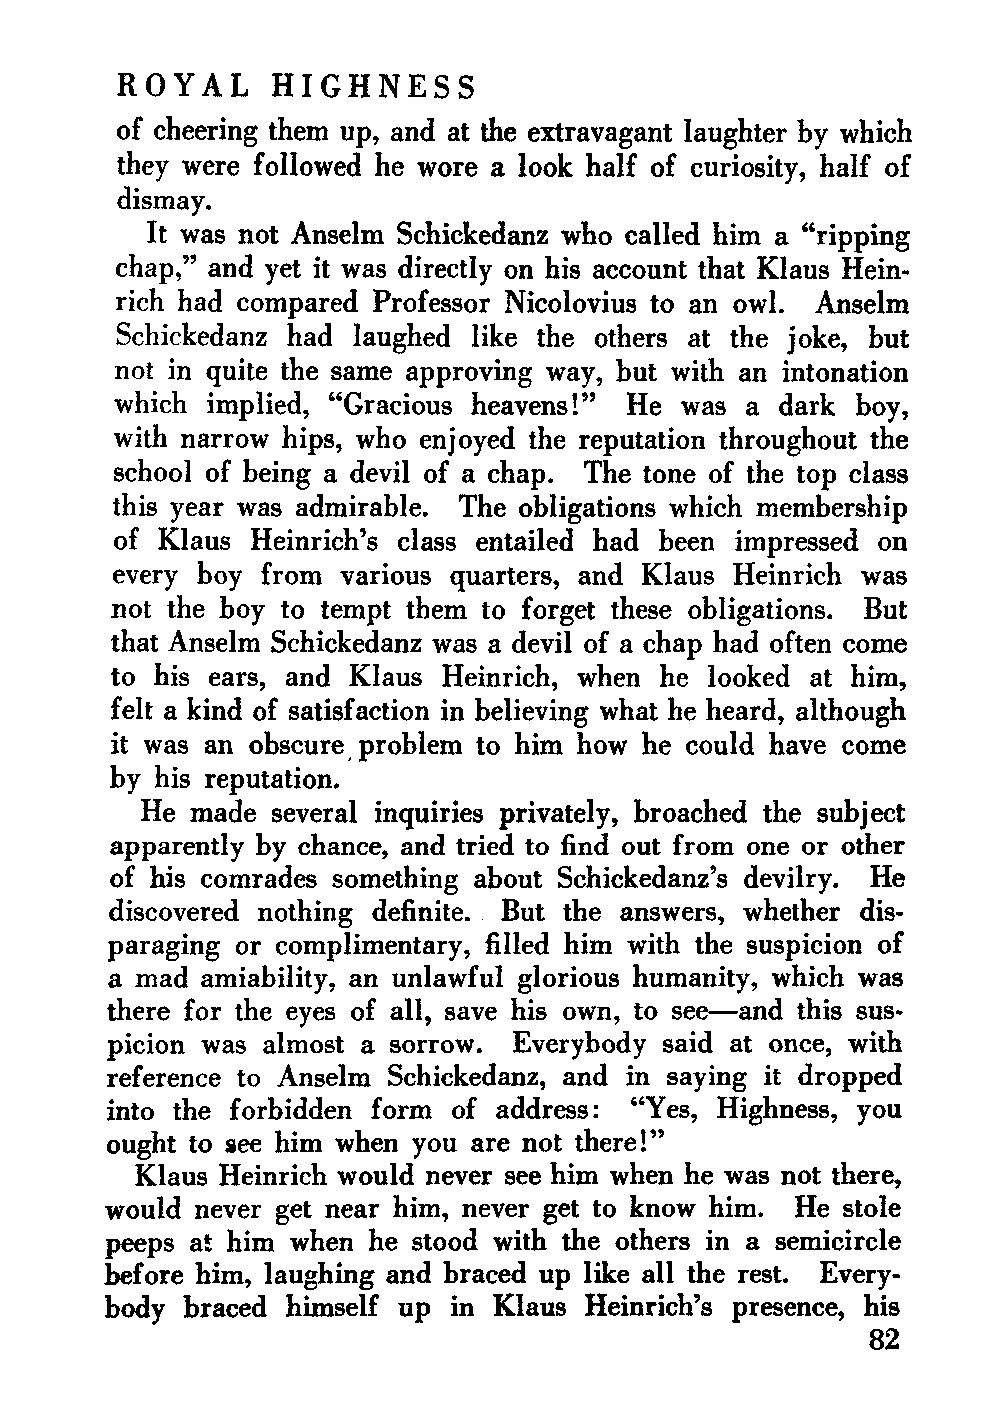 ROYAL HIGHNESS
of cheering them up, and at the extravagant laughter by which
they were followed he wore a look half of curiosity, half of
dismay.
It was not Anselm Schickedanz who called him a “ripping
chap,” and yet it was directly on his account that Klaus Hein-
rich had compared Professor Nicolovius to an owl. Anselm
Schickedanz had laughed like the others at the joke, but
not in quite the same approving way, but with an intonation
which implied, “Gracious heavens!” He was a dark boy,
with narrow hips, who enjoyed the reputation throughout the
school of being a devil of a chap. The tone of the top class
this year was admirable. The obligations which membership
of Klaus Heinrich’s class entailed had been impressed on
every boy from various quarters, and Klaus Heinrich was
not the boy to tempt them to forget these obligations. But
that Anselm Schickedanz was a devil of a chap had often come
to his ears, and Klaus Heinrich, when he looked at him,
felt a kind of satisfaction in believing what he heard, although
it was an obscure problem to him how he could have come
by his reputation.
He made several inquiries privately, broached the subject
apparently by chance, and tried to find out from one or other
of his comrades something about Schickedanz’s devilry. He
discovered nothing definite. But the answers, whether dis-
paraging or complimentary, filled him with the suspicion of
a mad amiability, an unlawful glorious humanity, which was
there for the eyes of all, save his own, to see—and this sus-
picion was almost a sorrow. Everybody said at once, with
reference to Anselm Schickedanz, and in saying it dropped
into the forbidden form of address: “Yes, Highness, you
ought to see him when you are not there!”
Klaus Heinrich would never see him when he was not there,
would never get near him, never get to know him. He stole
peeps at him when he stood with the others in a semicircle
before him, laughing and braced up like all the rest. Every-
body braced himself up in Klaus Heinrich’s presence, his
82